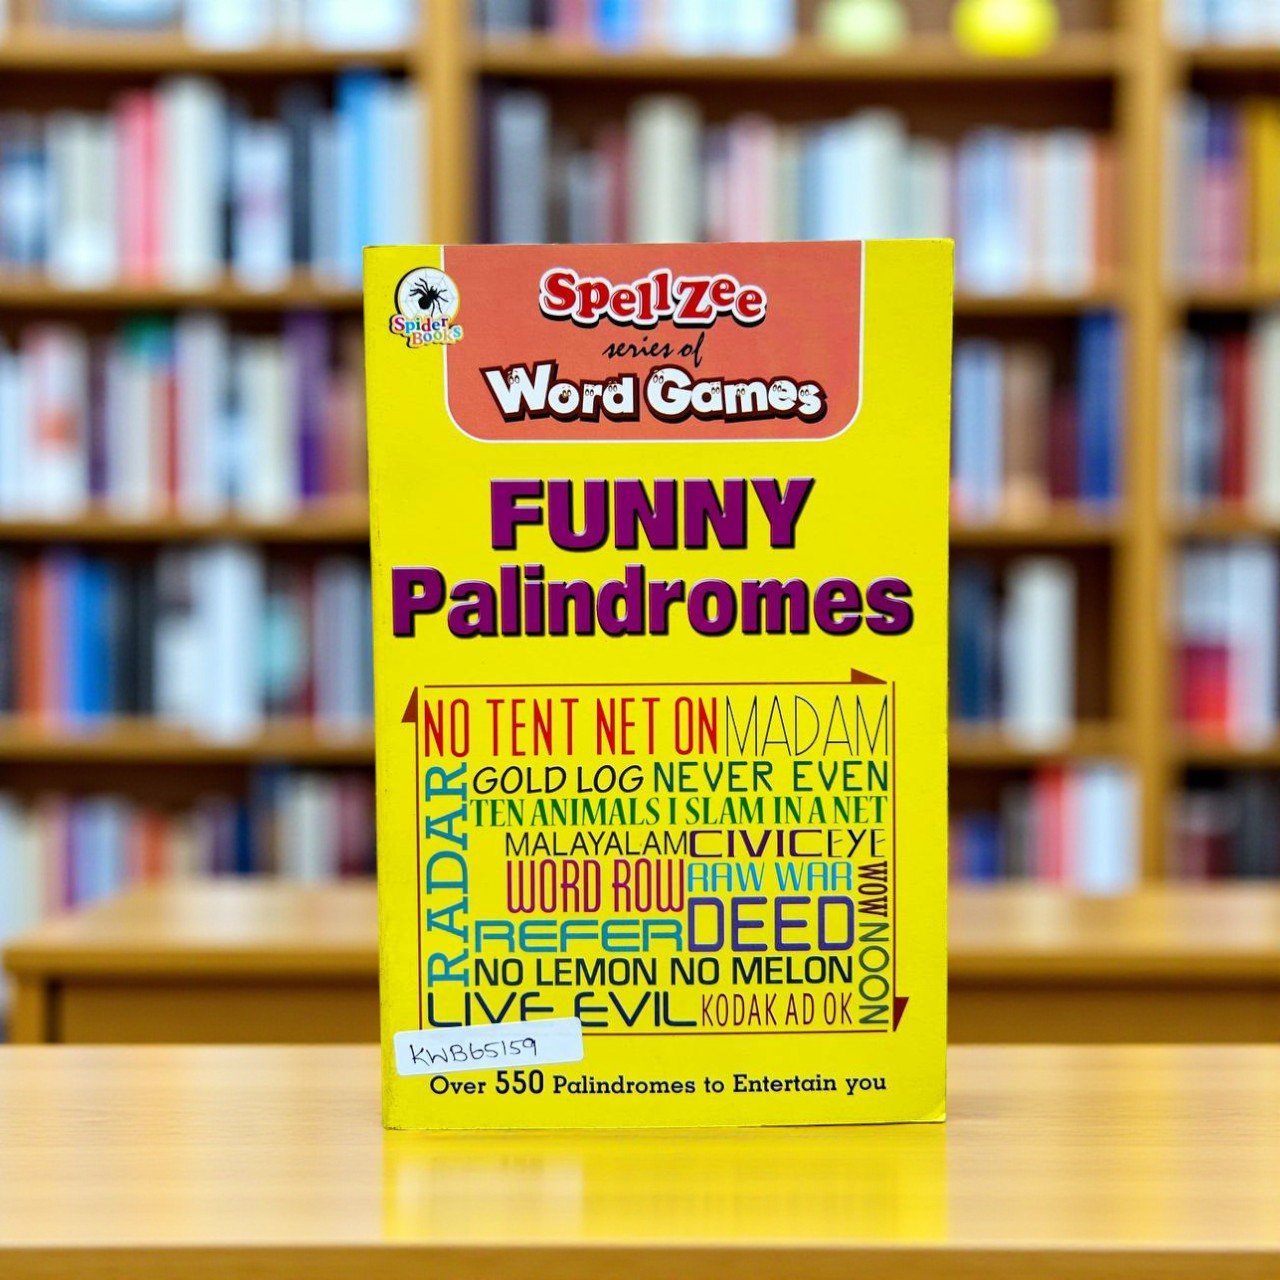 Spider
Books
Spellzee
series of
Word Games
FUNNY
Palindromes
NO TENT NET ON MADAM
RADAR
GOLD LOG NEVER EVEN
TEN ANIMALS I SLAM IN A NET
MALAYALAM CIVIC EYE
WORD ROW RAW WAR
WOW
REFER DEED
NOON
NO LEMON NO MELON
LIVE EVIL KODAK AD OK
KWB65159
Over 550 Palindromes to Entertain you